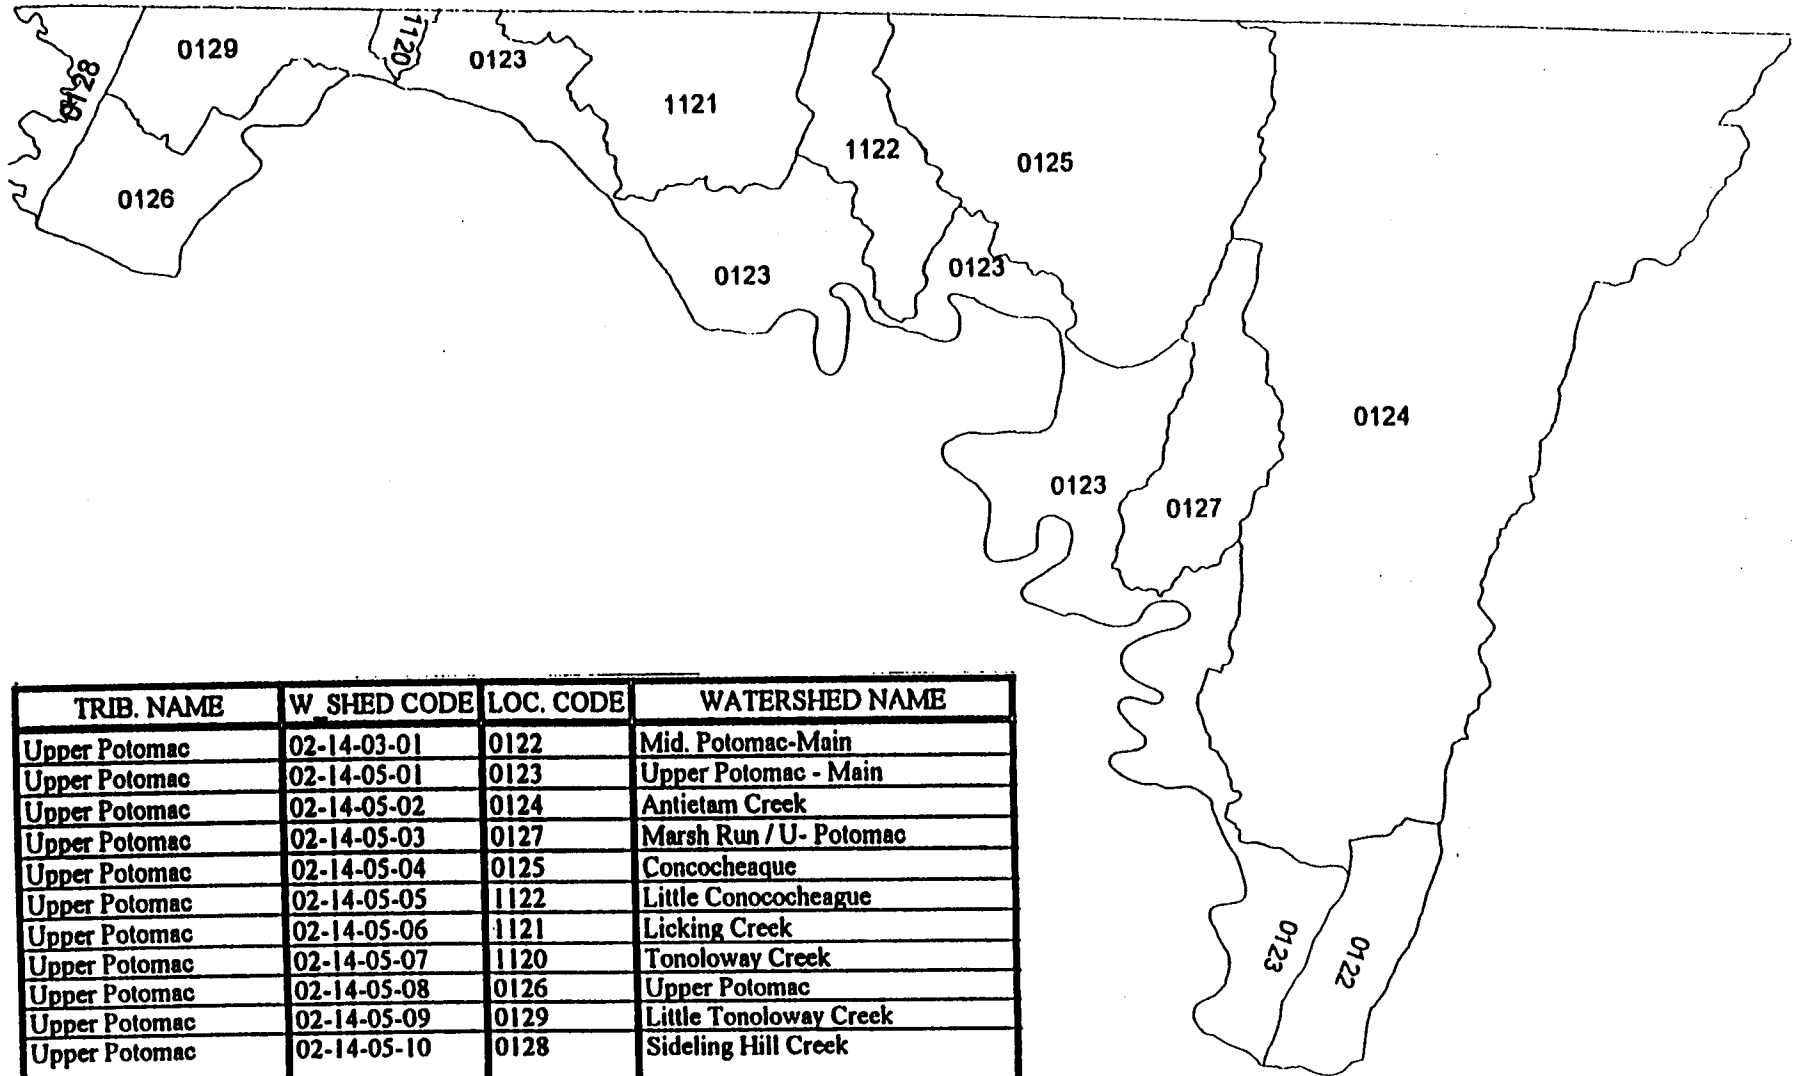 0129
1120
0123
0128
1121
1122
0125
0126
0123
0123
0124
0123
0127
0123
0122
TRIB. NAME W_SHED CODE LOC. CODE WATERSHED NAME
Upper Potomac 02-14-03-01 0122 Mid. Potomac-Main
Upper Potomac 02-14-05-01 0123 Upper Potomac - Main
Upper Potomac 02-14-05-02 0124 Antietam Creek
Upper Potomac 02-14-05-03 0127 Marsh Run / U- Potomac
Upper Potomac 02-14-05-04 0125 Concocheaque
Upper Potomac 02-14-05-05 1122 Little Conococheague
Upper Potomac 02-14-05-06 1121 Licking Creek
Upper Potomac 02-14-05-07 1120 Tonoloway Creek
Upper Potomac 02-14-05-08 0126 Upper Potomac
Upper Potomac 02-14-05-09 0129 Little Tonoloway Creek
Upper Potomac 02-14-05-10 0128 Sideling Hill Creek